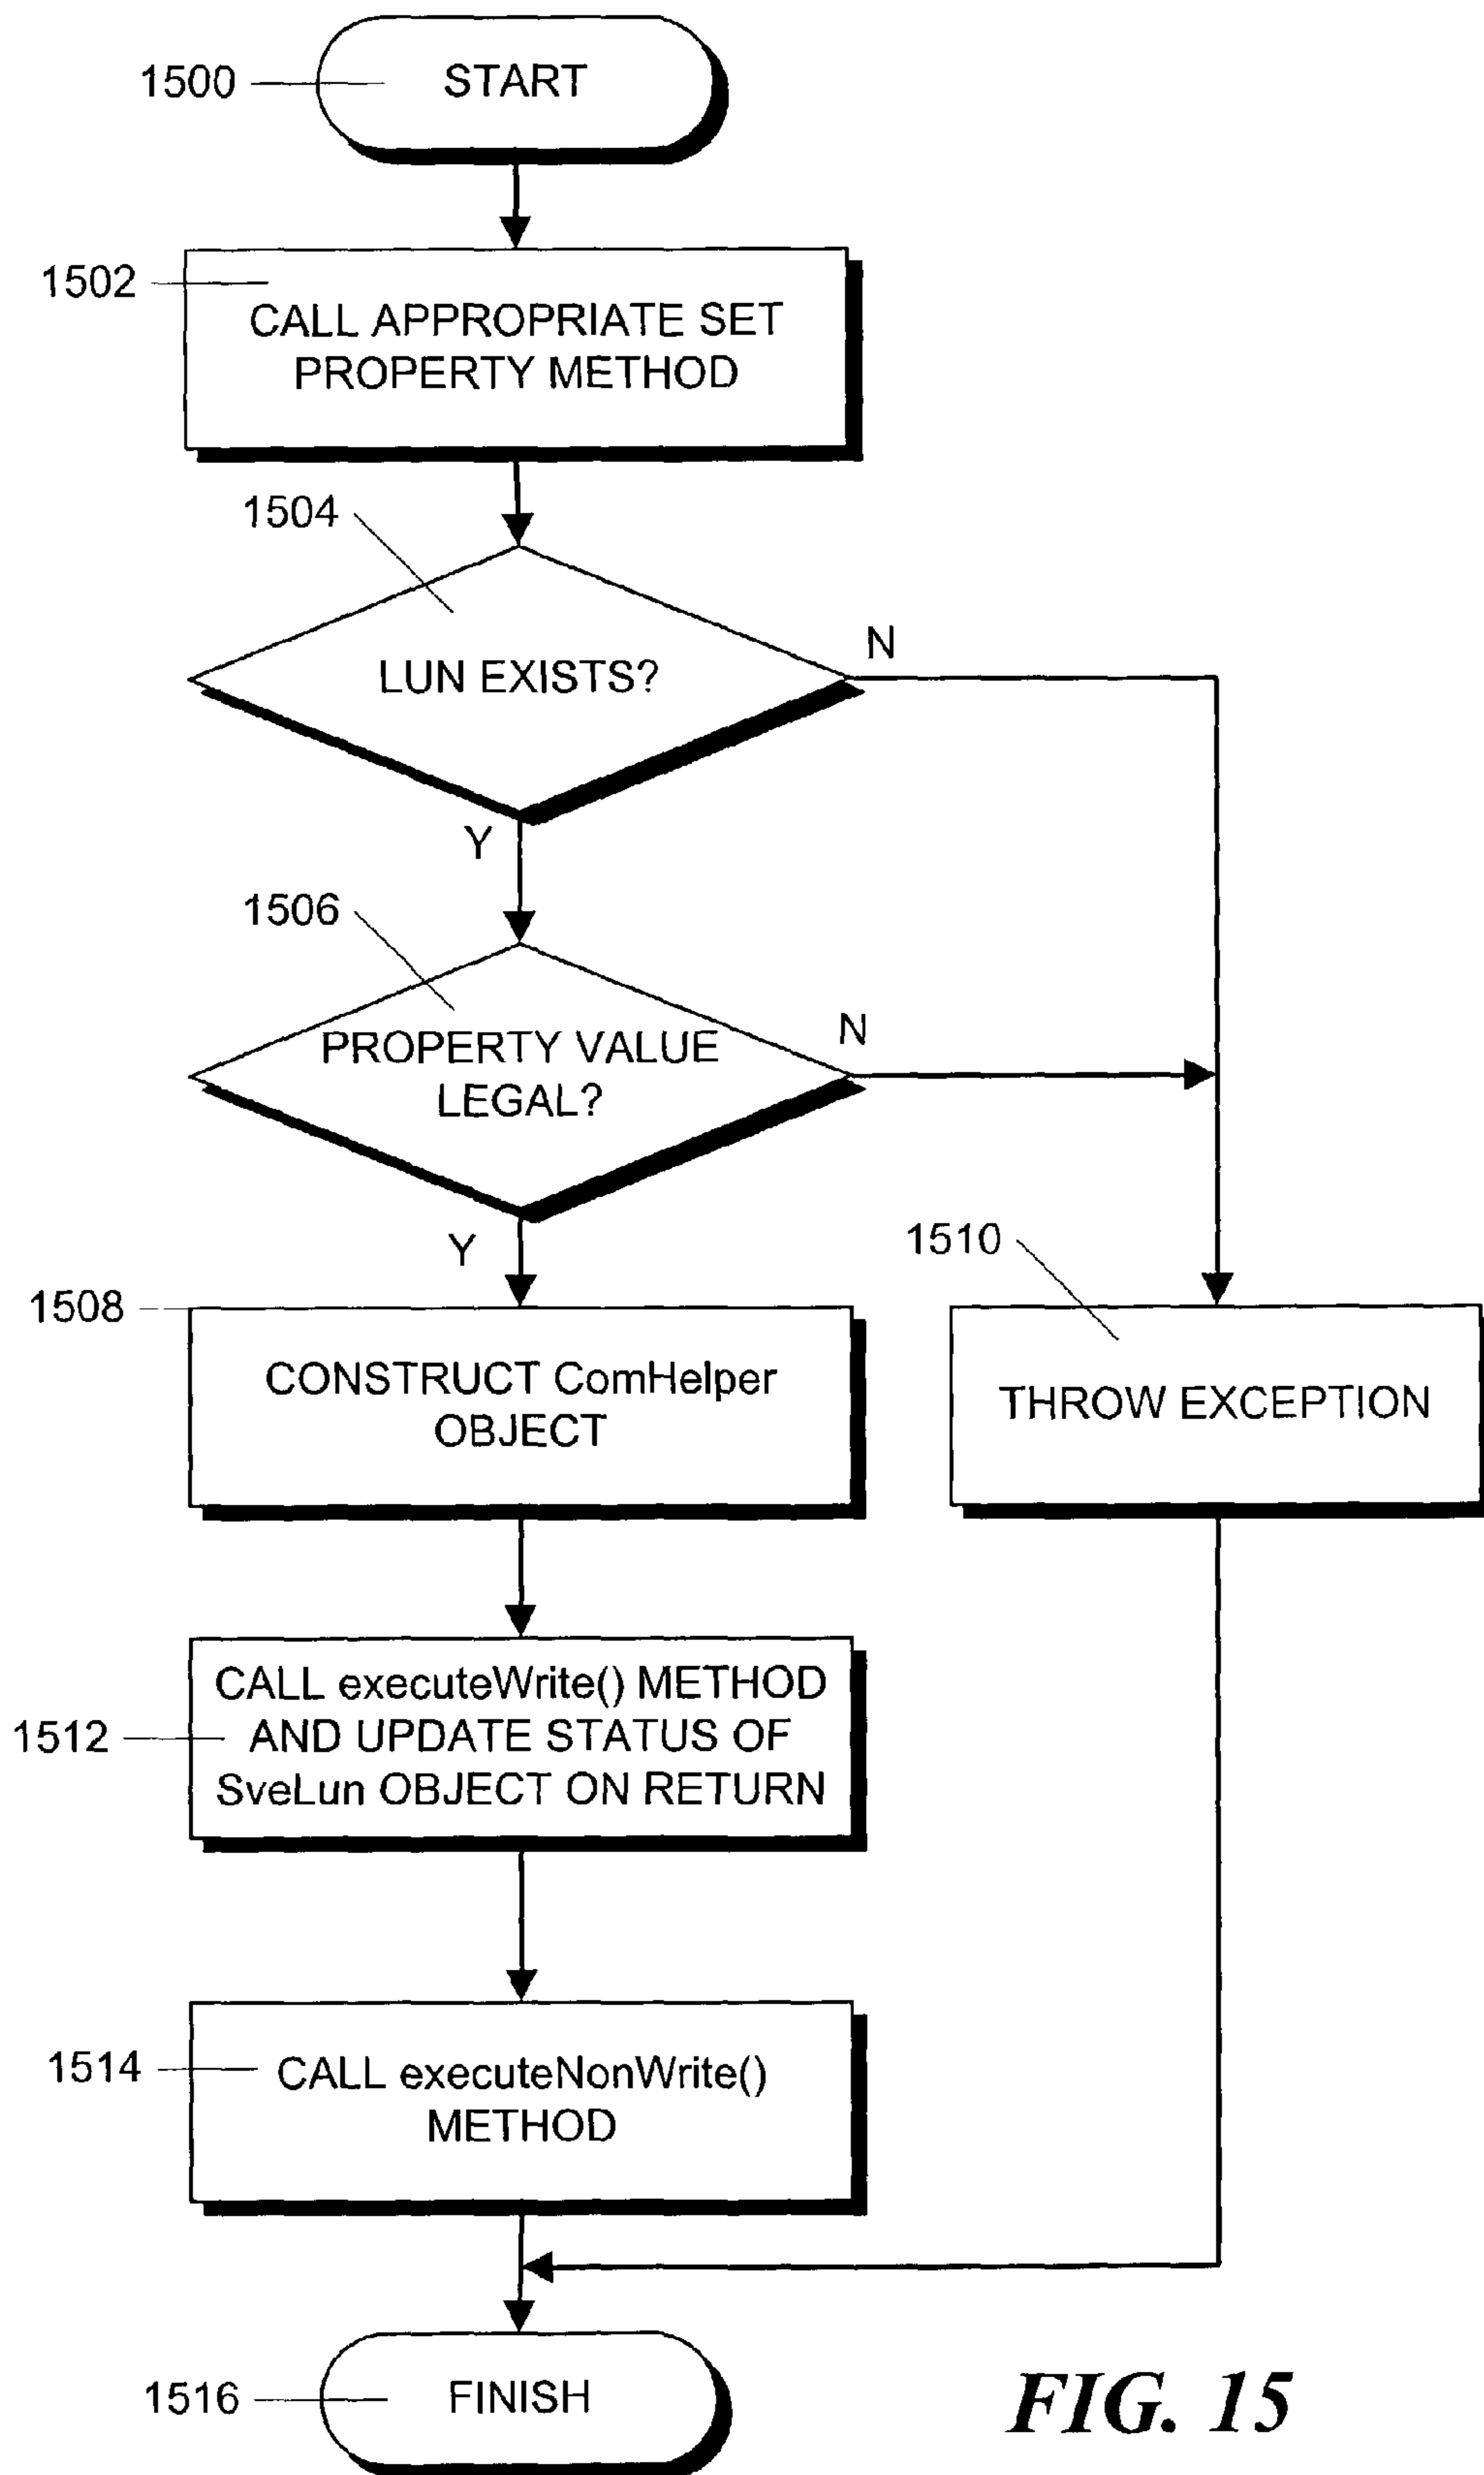 1500
START
1502
CALL APPROPRIATE SET
PROPERTY METHOD
1504
LUN EXISTS?
N
Y
1506
PROPERTY VALUE
LEGAL?
N
Y
1508
CONSTRUCT ComHelper
OBJECT
1510
THROW EXCEPTION
1512
CALL executeWrite() METHOD
AND UPDATE STATUS OF
SveLun OBJECT ON RETURN
1514
CALL executeNonWrite()
METHOD
1516
FINISH
FIG. 15